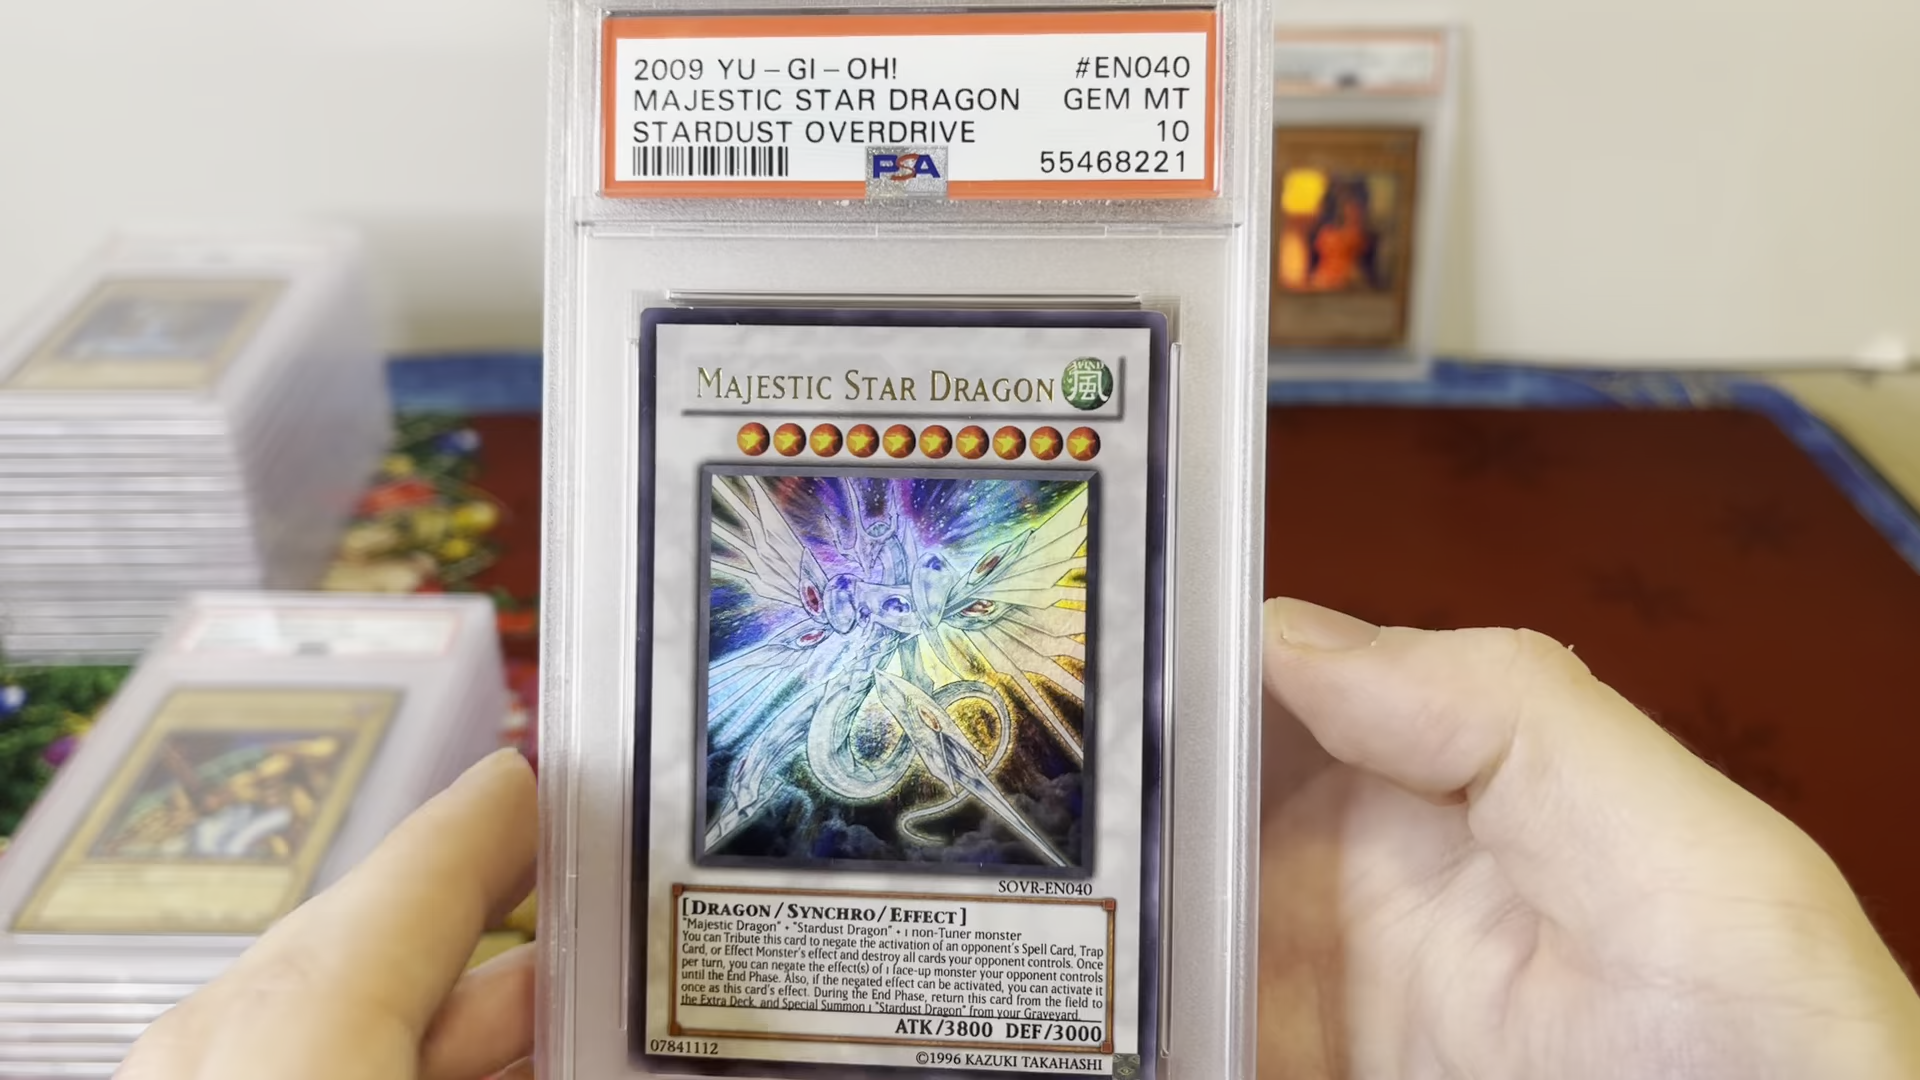 2009 YU-GI-OH! #EN040
MAJESTIC STAR DRAGON GEM MT
STARDUST OVERDRIVE 10
PSA 55468221
MAJESTIC STAR DRAGON
WIND
風
SOVR-EN040
[DRAGON/SYNCHRO/EFFECT]
"Majestic Dragon" + "Stardust Dragon" + 1 non-Tuner monster
You can Tribute this card to negate the activation of an opponent's Spell Card, Trap
Card, or Effect Monster's effect and destroy all cards your opponent controls. Once
per turn, you can negate the effect(s) of 1 face-up monster your opponent controls
until the End Phase. Also, if the negated effect can be activated, you can activate it
once as this card's effect. During the End Phase, return this card from the field to
the Extra Deck, and Special Summon 1 "Stardust Dragon" from your Graveyard.
ATK/3800 DEF/3000
07841112
©1996 KAZUKI TAKAHASHI